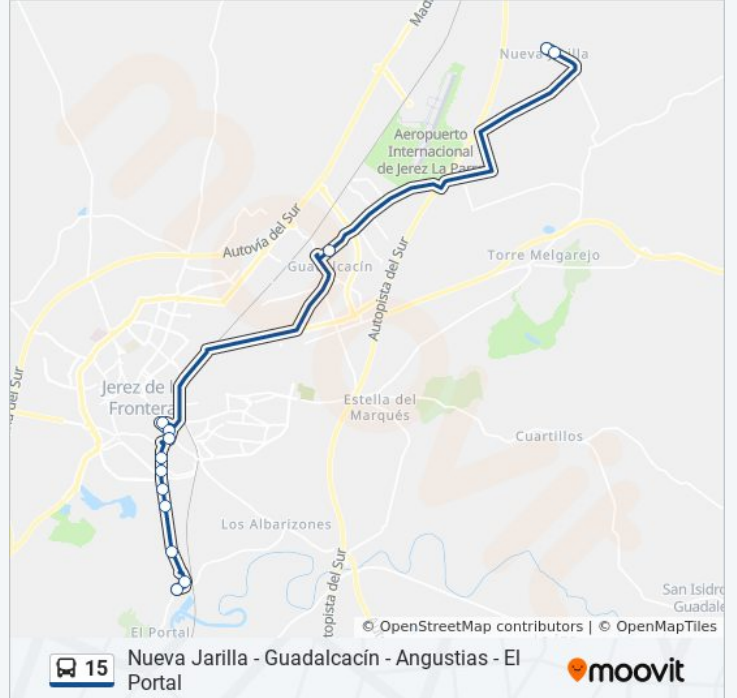 Nueva Jarilla
Aeropuerto
Internacional
de Jerez La Parra
Autovía del Sur
Guadalcacín
Torre Melgarejo
Autopista del Sur
Jerez de la
Frontera
Estella del
Marqués
Cuartillos
Los Albarizones
San Isidro
Guadale
El Portal
topista del Sur
© OpenStreetMap contributors | © OpenMapTiles
15
Nueva Jarilla - Guadalcacín - Angustias - El
Portal
moovit